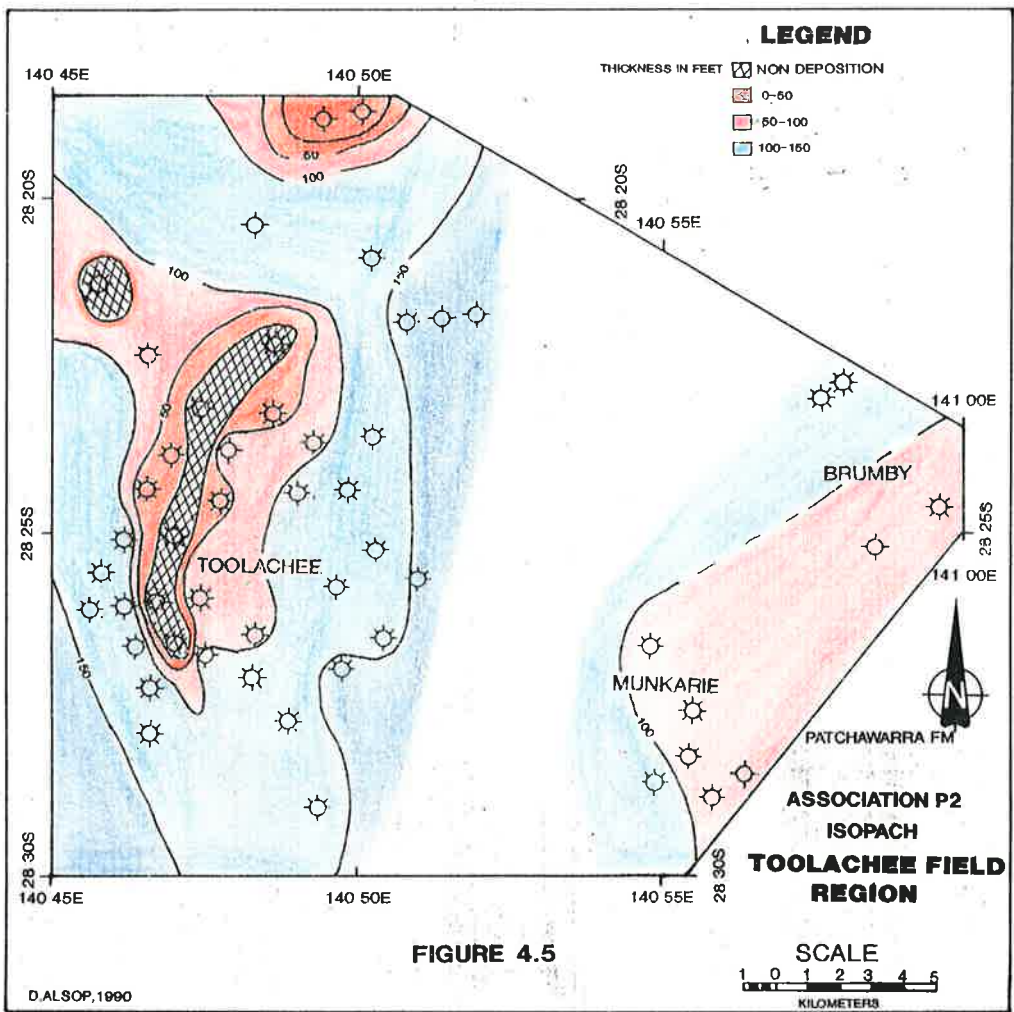 LEGEND
THICKNESS IN FEET
NON DEPOSITION
0-50
50-100
100-150
140 45E
140 50E
28 20S
28 20S
140 55E
50
100
150
100
50
141 00E
BRUMBY
28 25S
28 25S
TOOLACHEE
141 00E
150
MUNKARIE
100
N
PATCHAWARRA FM
ASSOCIATION P2
ISOPACH
TOOLACHEE FIELD
REGION
28 30S
28 30S
140 45E
140 50E
140 55E
FIGURE 4.5
SCALE
1 0 1 2 3 4 5
KILOMETERS
D.ALSOP,1990